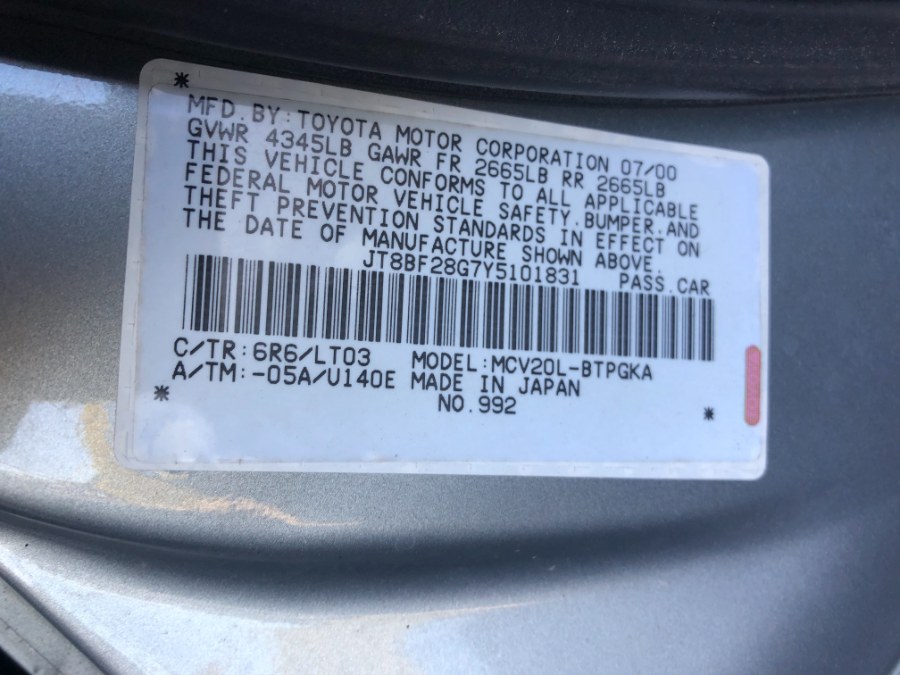 MFD. BY: TOYOTA MOTOR CORPORATION 07/00
GVWR 4345LB GAWR FR 2665LB RR 2665LB
THIS VEHICLE CONFORMS TO ALL APPLICABLE
FEDERAL MOTOR VEHICLE SAFETY, BUMPER, AND
THEFT PREVENTION STANDARDS IN EFFECT ON
THE DATE OF MANUFACTURE SHOWN ABOVE.
JT8BF28G7Y5101831 PASS. CAR
C/TR: 6R6/LT03 MODEL: MCV20L-BTPGKA
A/TM: -05A/U140E MADE IN JAPAN
NO. 992